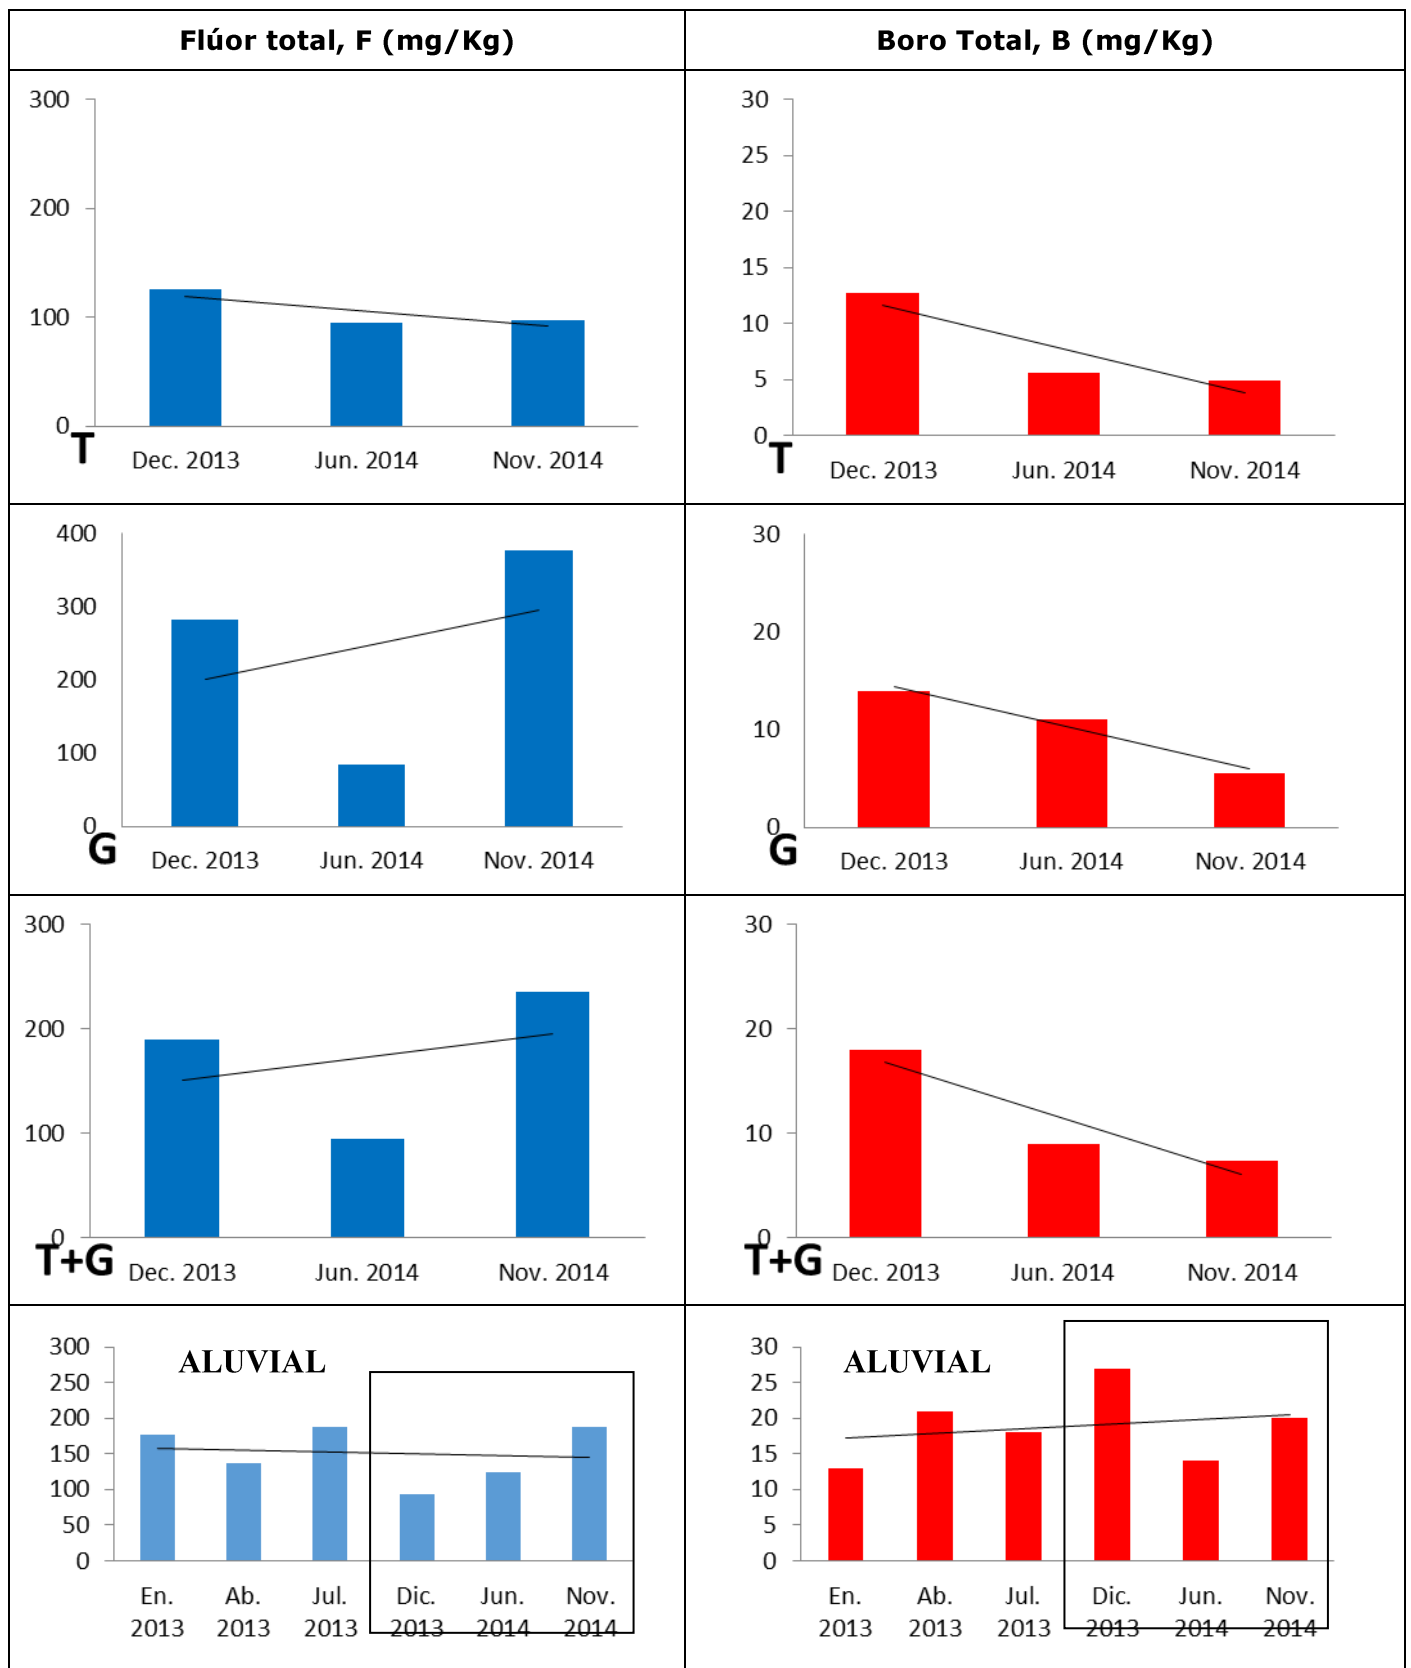 Flúor total, F (mg/Kg)
Boro Total, B (mg/Kg)
300
200
100
0
T
Dec. 2013 Jun. 2014 Nov. 2014
30
25
20
15
10
5
0
T
Dec. 2013 Jun. 2014 Nov. 2014
400
300
200
100
0
G
Dec. 2013 Jun. 2014 Nov. 2014
30
20
10
0
G
Dec. 2013 Jun. 2014 Nov. 2014
300
200
100
0
T+G
Dec. 2013 Jun. 2014 Nov. 2014
30
20
10
0
T+G
Dec. 2013 Jun. 2014 Nov. 2014
ALUVIAL
300
250
200
150
100
50
0
En. Ab. Jul. Dic. Jun. Nov.
2013 2013 2013 2013 2014 2014
ALUVIAL
30
25
20
15
10
5
0
En. Ab. Jul. Dic. Jun. Nov.
2013 2013 2013 2013 2014 2014